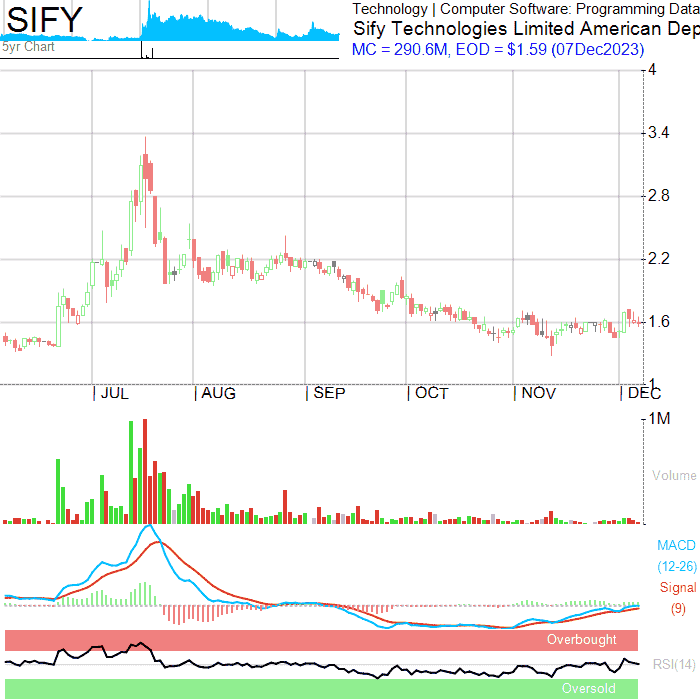 SIFY
5yr Chart
Technology | Computer Software: Programming Data
Sify Technologies Limited American Dep
MC = 290.6M, EOD = $1.59 (07Dec2023)
4
3.4
2.8
2.2
1.6
1
JUL
AUG
SEP
OCT
NOV
DEC
1M
Volume
MACD
(12-26)
Signal
(9)
Overbought
RSI(14)
Oversold